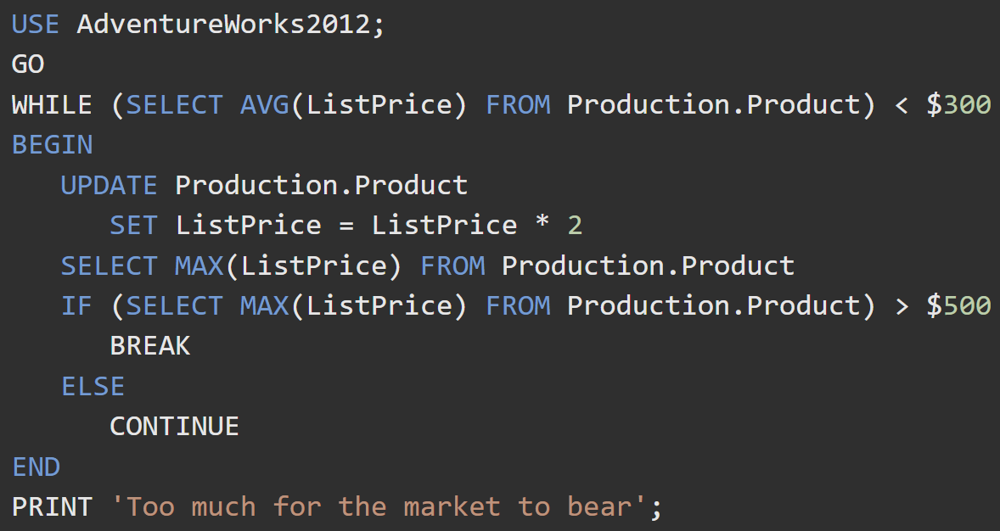 USE AdventureWorks2012;
GO
WHILE (SELECT AVG(ListPrice) FROM Production.Product) < $300
BEGIN
   UPDATE Production.Product
      SET ListPrice = ListPrice * 2
   SELECT MAX(ListPrice) FROM Production.Product
   IF (SELECT MAX(ListPrice) FROM Production.Product) > $500
      BREAK
   ELSE
      CONTINUE
END
PRINT 'Too much for the market to bear';